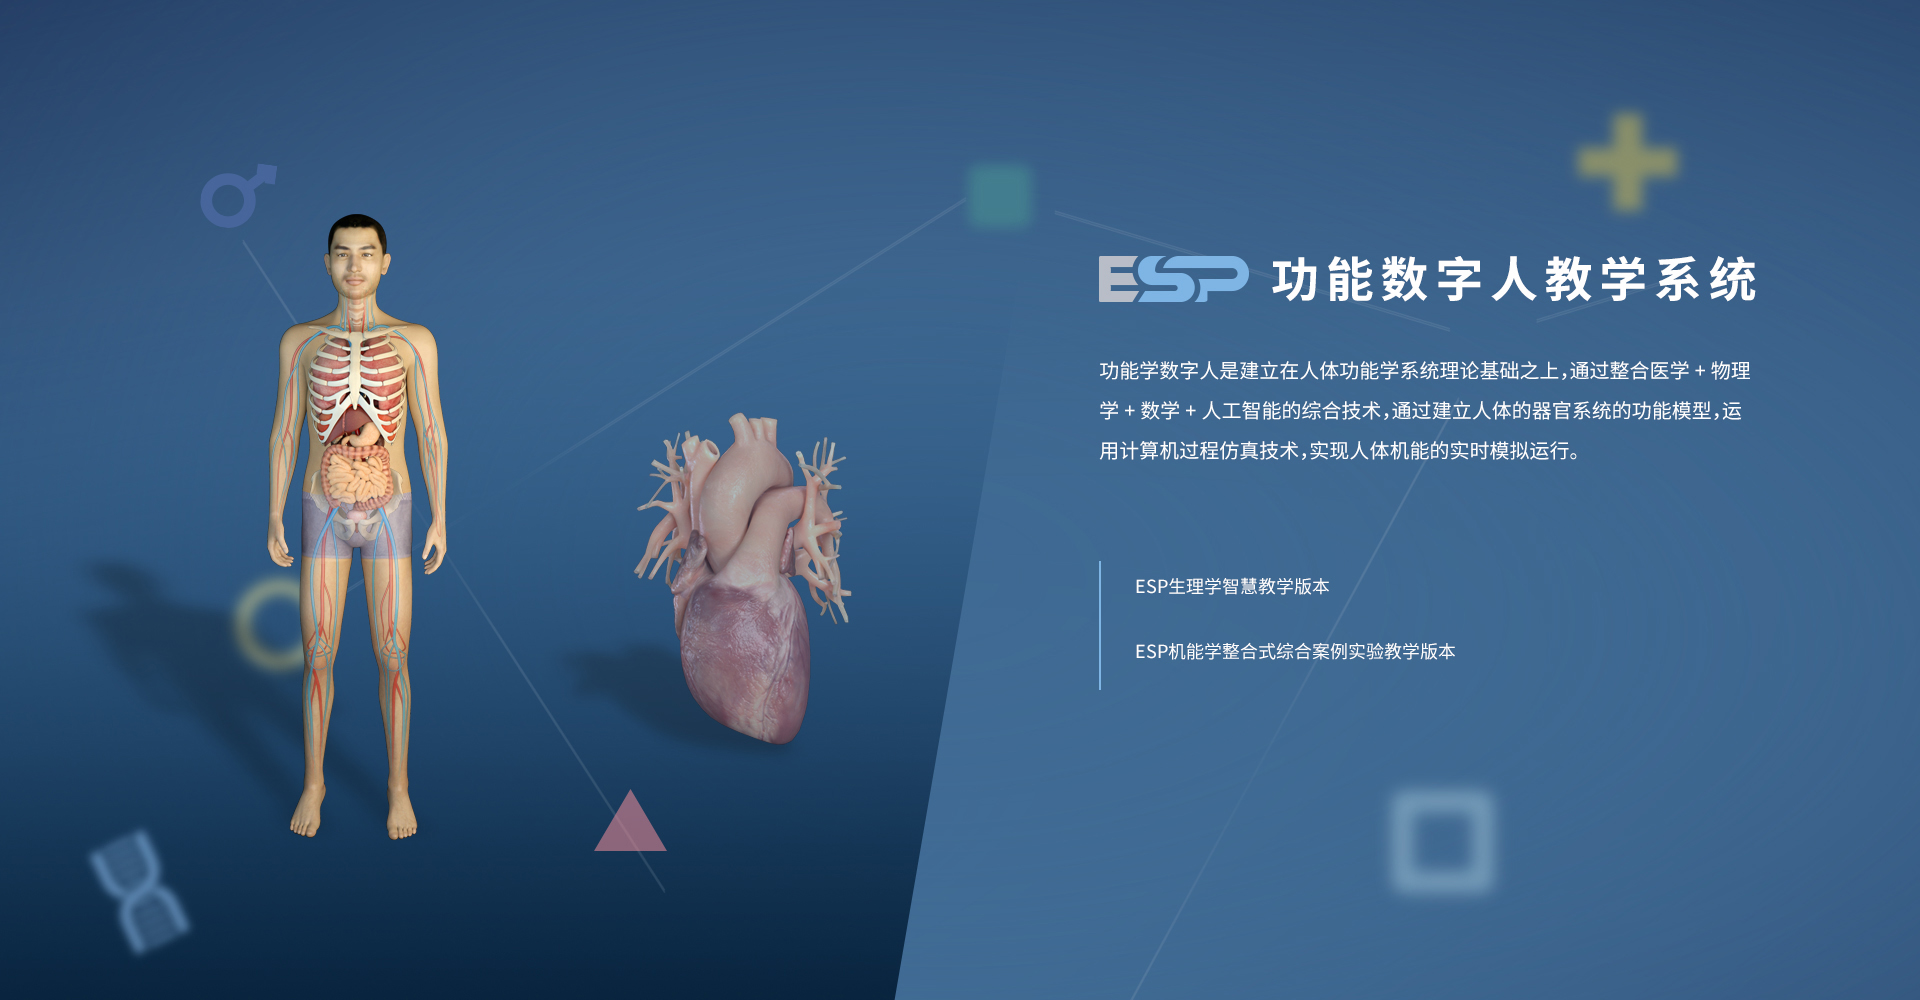 ESP 功能数字人教学系统
功能学数字人是建立在人体功能学系统理论基础之上，通过整合医学 + 物理
学 + 数学 + 人工智能的综合技术，通过建立人体的器官系统的功能模型，运
用计算机过程仿真技术，实现人体机能的实时模拟运行。
ESP生理学智慧教学版本
ESP机能学整合式综合案例实验教学版本